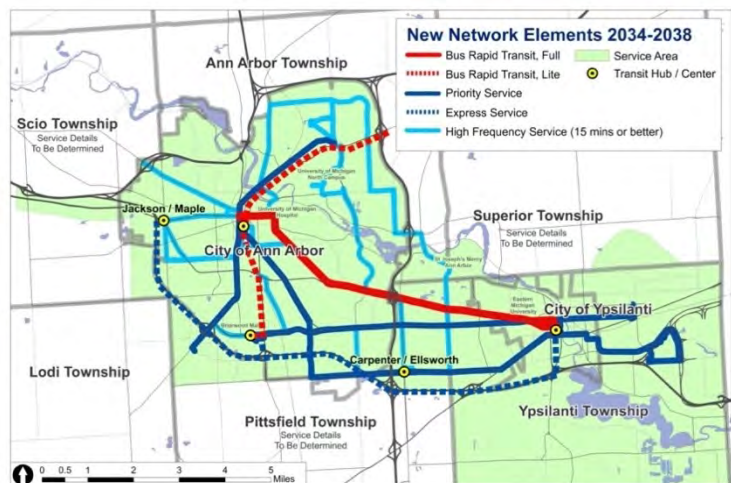 New Network Elements 2034-2038
Bus Rapid Transit, Full
Bus Rapid Transit, Lite
Priority Service
Express Service
High Frequency Service (15 mins or better)
Service Area
Transit Hub / Center
Ann Arbor Township
Scio Township
Service Details
To Be Determined
University of Michigan
North Campus
Jackson / Maple
University of Michigan
Hospital
Superior Township
Service Details
To Be Determined
City of Ann Arbor
St Joseph's Mercy
Ann Arbor
Eastern
Michigan
University
City of Ypsilanti
Briarwood Mall
Carpenter / Ellsworth
Lodi Township
Pittsfield Township
Service Details
To Be Determined
Ypsilanti Township
0 0.5 1 2 3 4 5
Miles